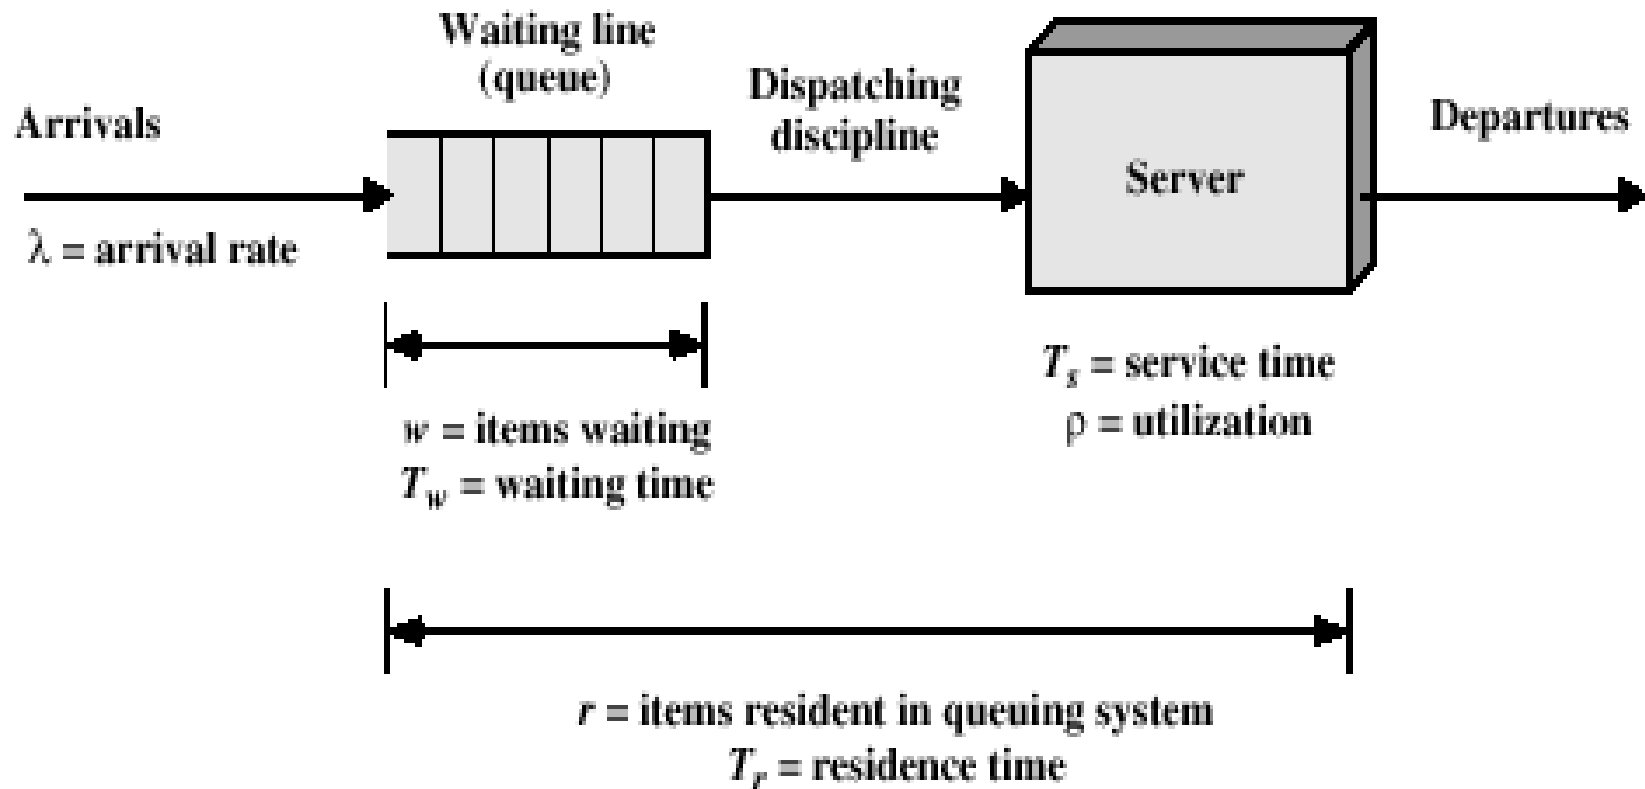 Waiting line
(queue)
Dispatching
discipline
Arrivals
Departures
Server
λ = arrival rate
T_s = service time
ρ = utilization
w = items waiting
T_w = waiting time
r = items resident in queuing system
T_r = residence time